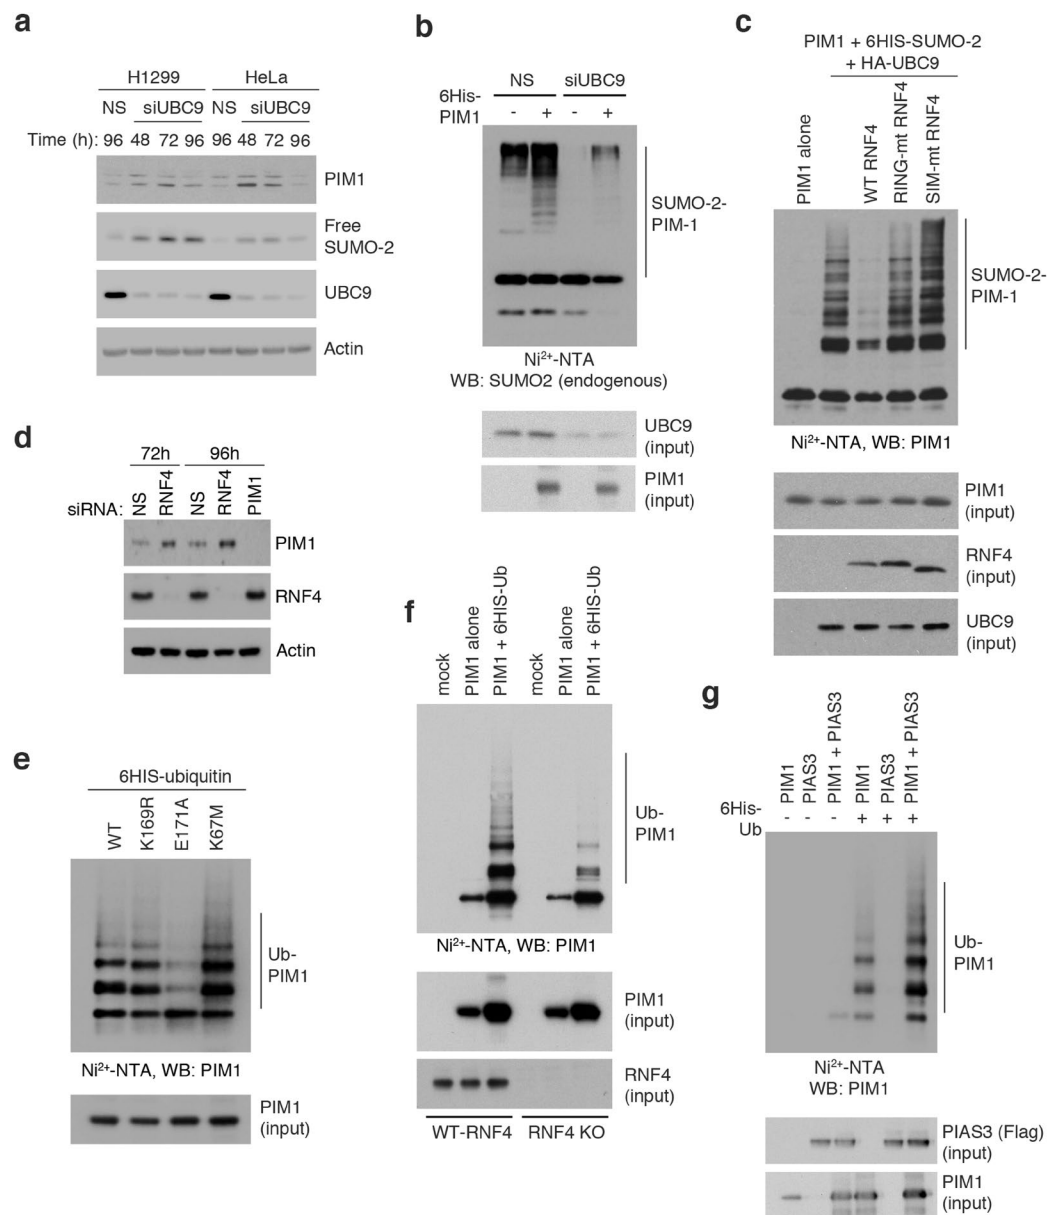 a
H1299 HeLa
NS siUBC9 NS siUBC9
Time (h): 96 48 72 96 96 48 72 96
PIM1
Free
SUMO-2
UBC9
Actin
b
NS siUBC9
6His-
PIM1 - + - +
SUMO-2-
PIM-1
Ni²⁺-NTA
WB: SUMO2 (endogenous)
UBC9
(input)
PIM1
(input)
c
PIM1 + 6HIS-SUMO-2
+ HA-UBC9
PIM1 alone
WT RNF4
RING-mt RNF4
SIM-mt RNF4
SUMO-2-
PIM-1
Ni²⁺-NTA, WB: PIM1
PIM1
(input)
RNF4
(input)
UBC9
(input)
d
72h 96h
siRNA: NS RNF4 NS RNF4 PIM1
PIM1
RNF4
Actin
e
6HIS-ubiquitin
WT K169R E171A K67M
Ub-
PIM1
Ni²⁺-NTA, WB: PIM1
PIM1
(input)
f
mock
PIM1 alone
PIM1 + 6HIS-Ub
mock
PIM1 alone
PIM1 + 6HIS-Ub
Ub-
PIM1
Ni²⁺-NTA, WB: PIM1
PIM1
(input)
RNF4
(input)
WT-RNF4 RNF4 KO
g
PIM1
PIAS3
PIM1 + PIAS3
PIM1
PIAS3
PIM1 + PIAS3
6His-
Ub - - - + + +
Ub-
PIM1
Ni²⁺-NTA
WB: PIM1
PIAS3 (Flag)
(input)
PIM1
(input)